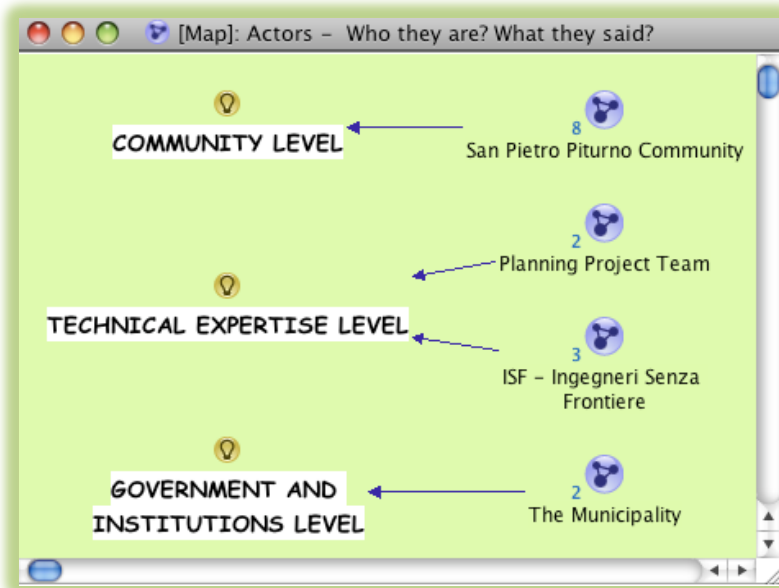 [Map]: Actors – Who they are? What they said?
COMMUNITY LEVEL
8
San Pietro Piturno Community
2
Planning Project Team
TECHNICAL EXPERTISE LEVEL
3
ISF – Ingegneri Senza
Frontiere
GOVERNMENT AND
INSTITUTIONS LEVEL
2
The Municipality